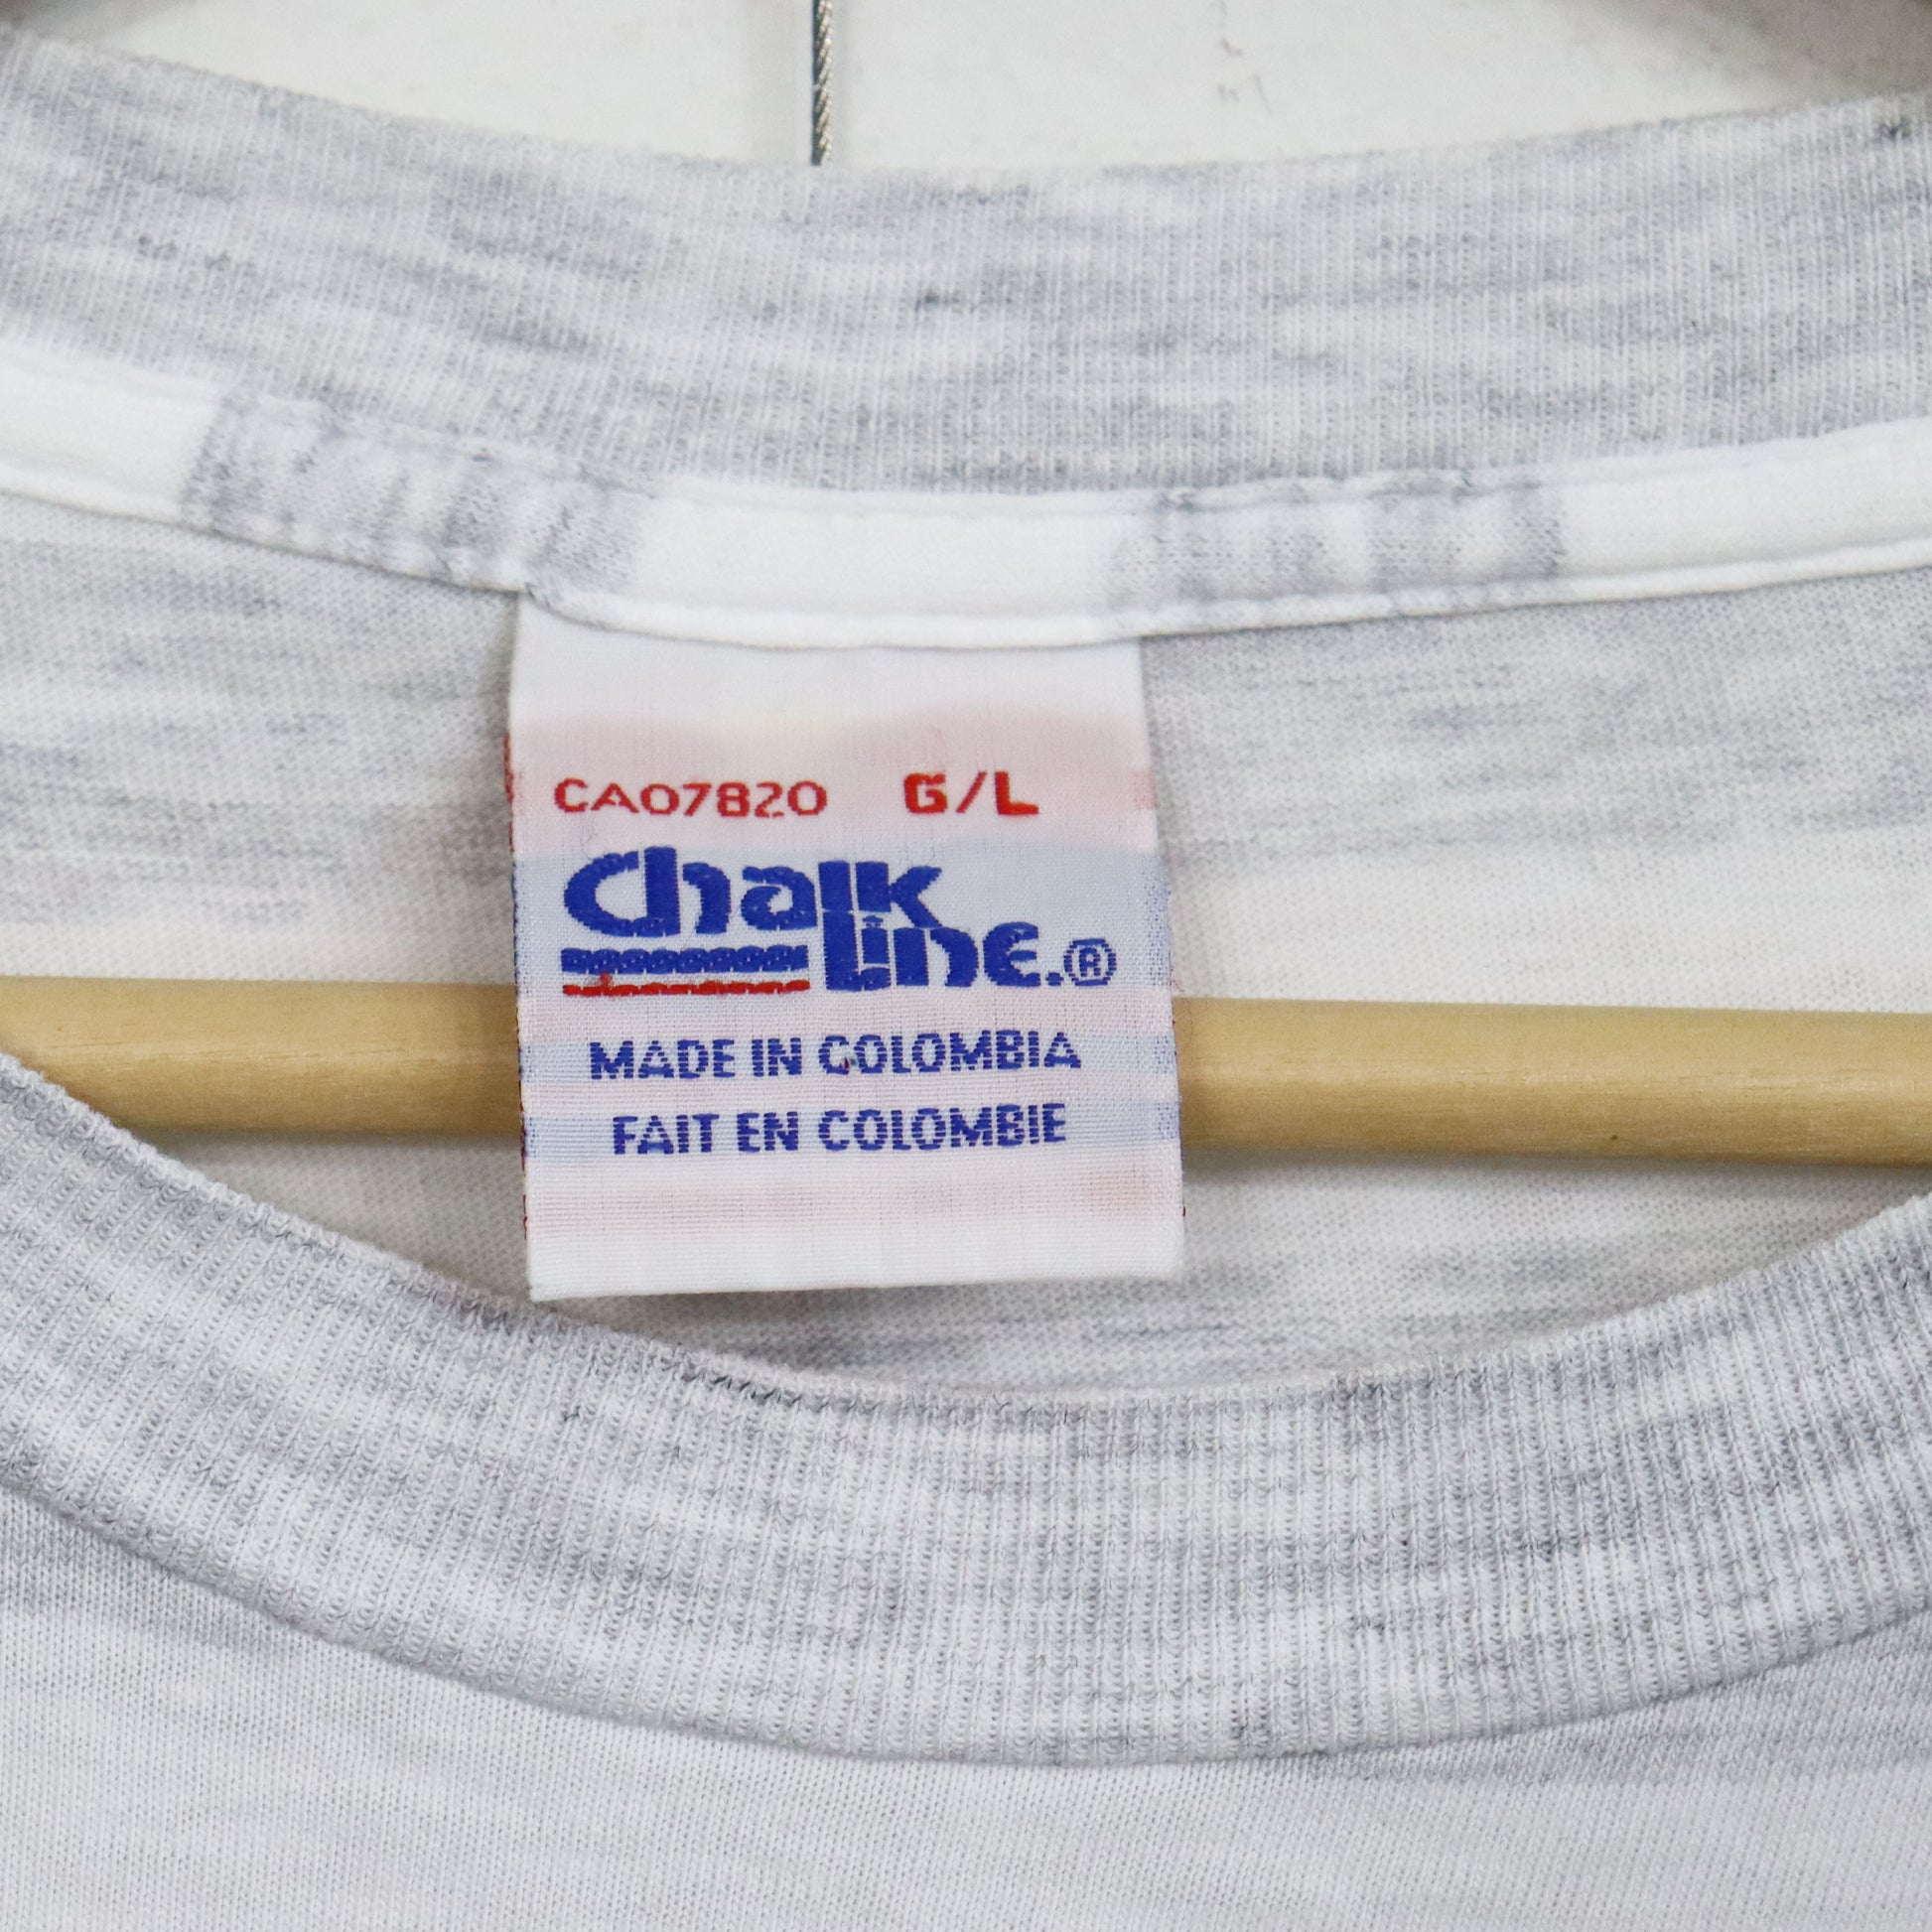 CA07820 G/L
Chalk
Line.®
MADE IN COLOMBIA
FAIT EN COLOMBIE